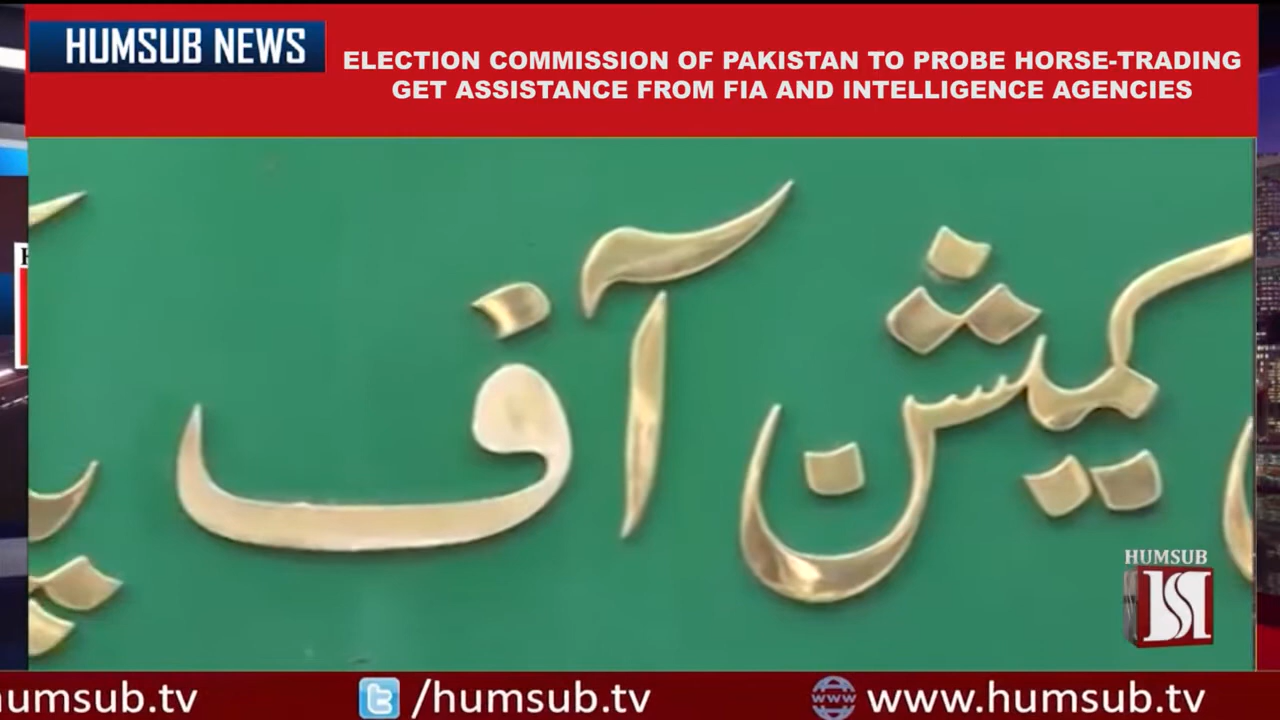 HUMSUB NEWS
ELECTION COMMISSION OF PAKISTAN TO PROBE HORSE-TRADING
GET ASSISTANCE FROM FIA AND INTELLIGENCE AGENCIES
کمیشن آف
HUMSUB
umsub.tv
/humsub.tv
www.humsub.tv